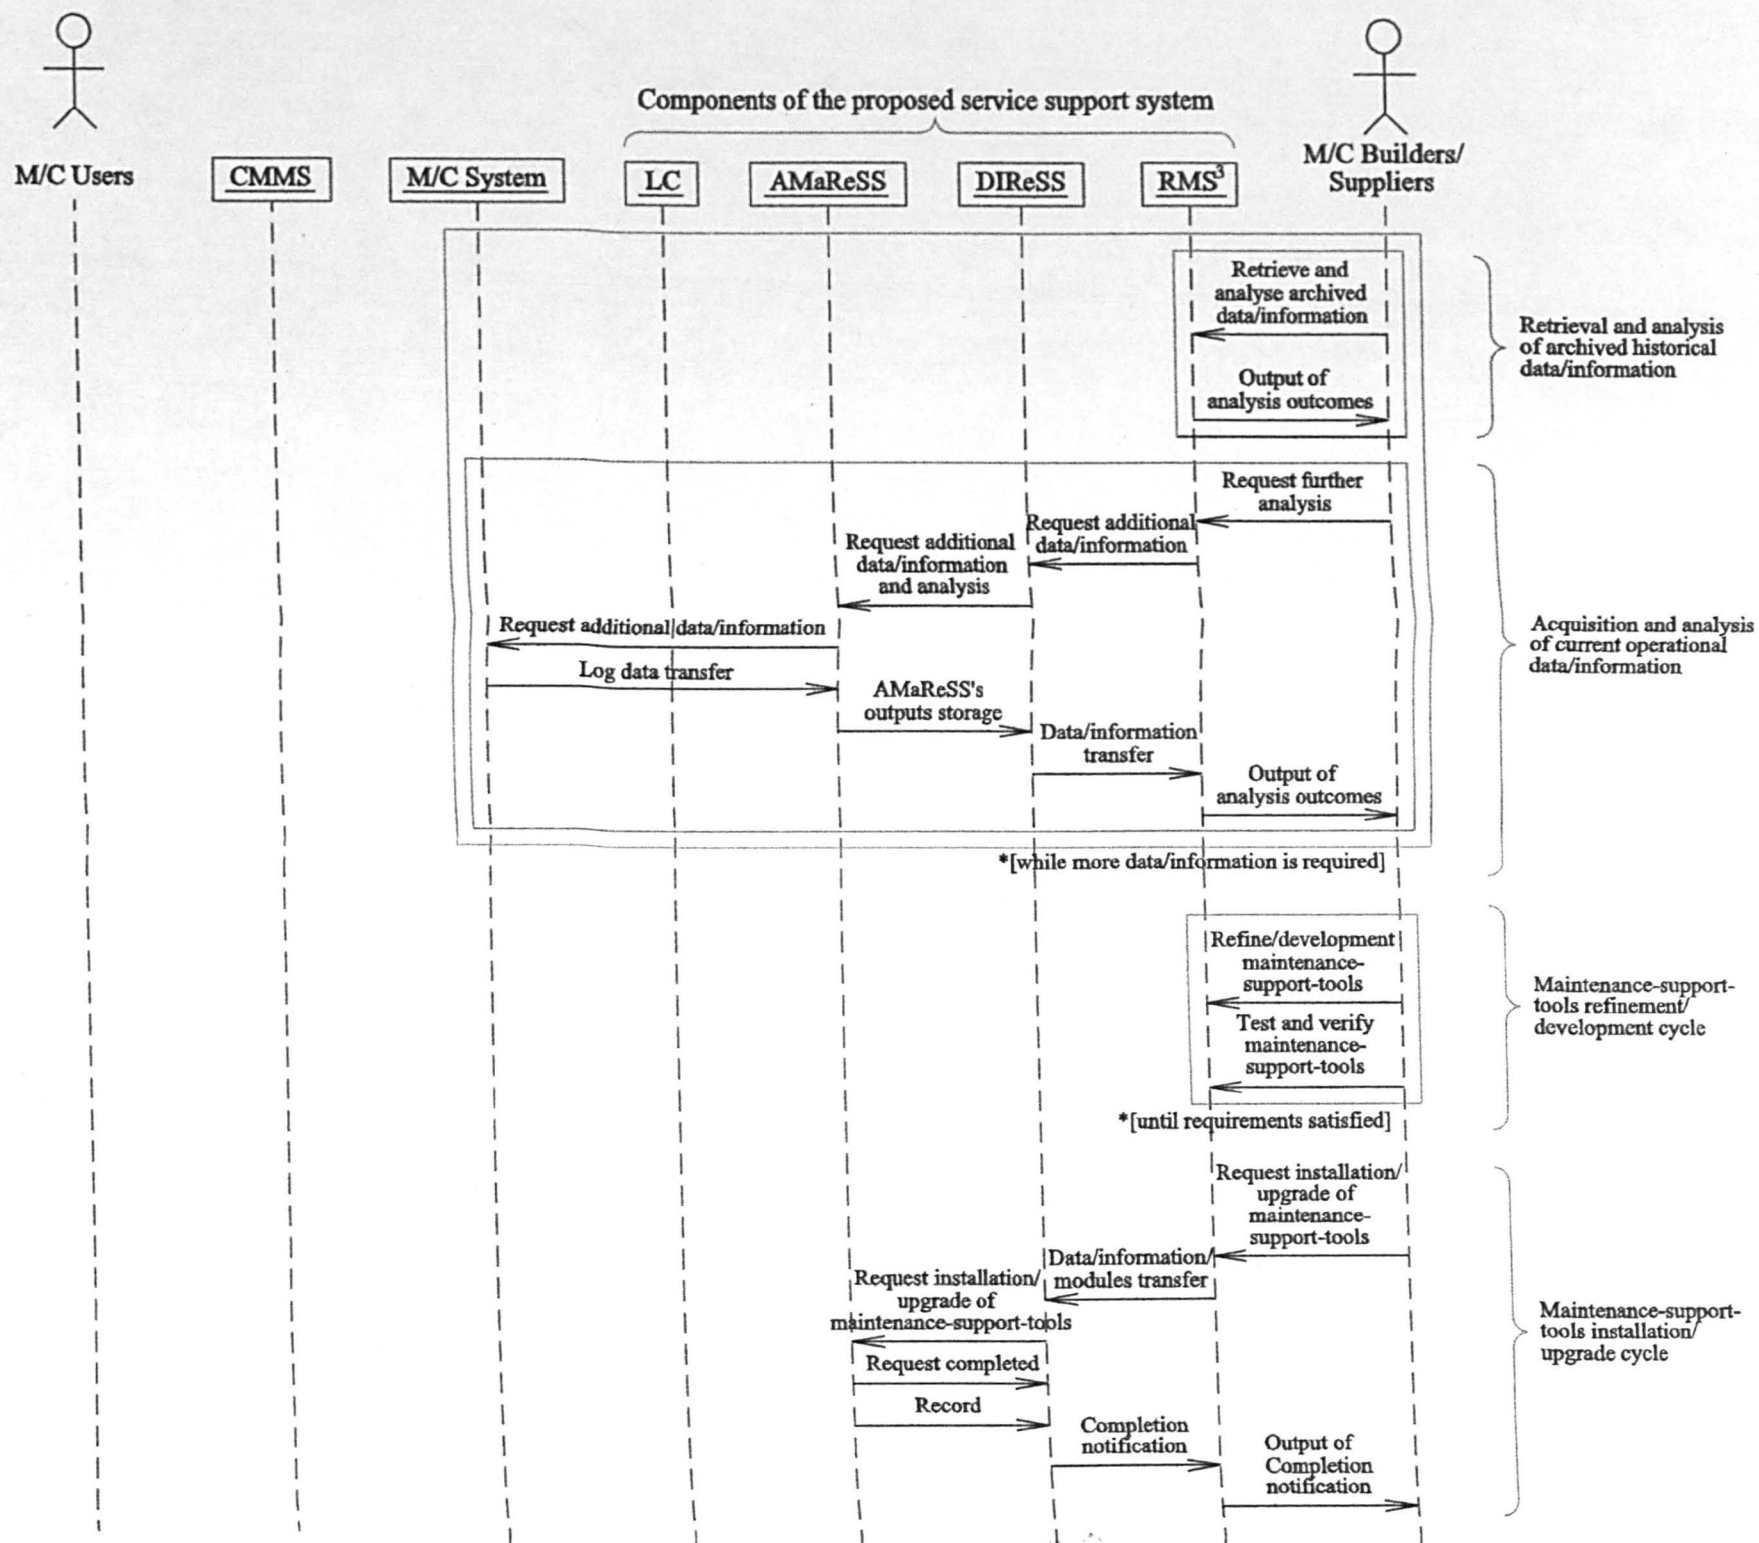 Components of the proposed service support system
M/C Users
CMMS
M/C System
LC
AMaReSS
DIReSS
RMS³
M/C Builders/
Suppliers
Retrieve and
analyse archived
data/information
Output of
analysis outcomes
Retrieval and analysis
of archived historical
data/information
Request further
analysis
Request additional
data/information
Request additional
data/information
and analysis
Request additional data/information
Log data transfer
AMaReSS's
outputs storage
Data/information
transfer
Output of
analysis outcomes
*[while more data/information is required]
Acquisition and analysis
of current operational
data/information
Refine/development
maintenance-
support-tools
Test and verify
maintenance-
support-tools
*[until requirements satisfied]
Maintenance-support-
tools refinement/
development cycle
Request installation/
upgrade of
maintenance-
support-tools
Data/information/
modules transfer
Request installation/
upgrade of
maintenance-support-tools
Request completed
Record
Completion
notification
Output of
Completion
notification
Maintenance-support-
tools installation/
upgrade cycle